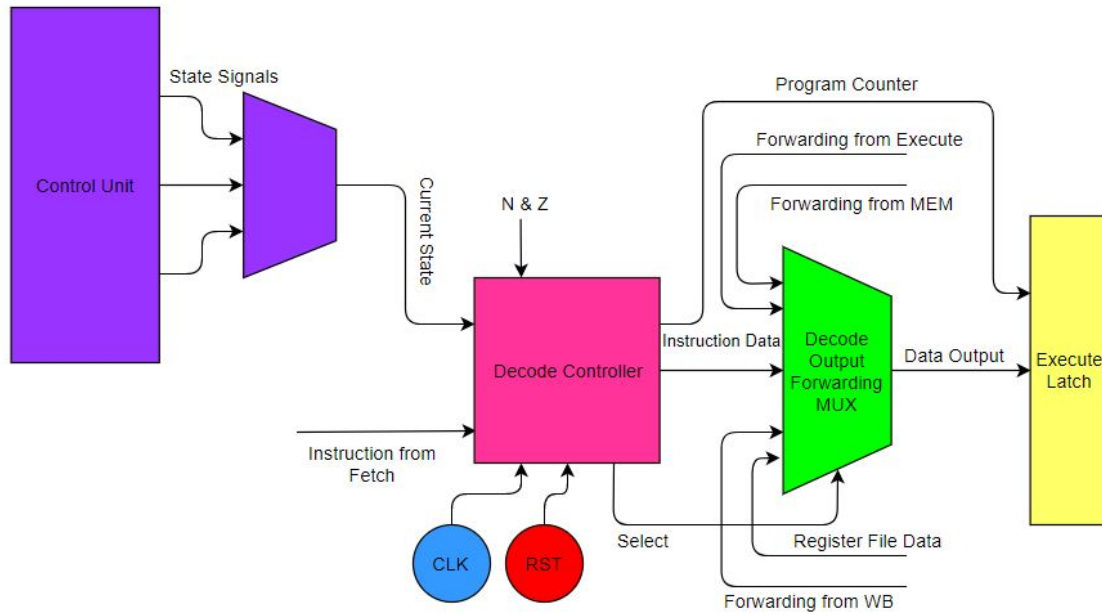 State Signals
Control Unit
Current State
N & Z
Program Counter
Forwarding from Execute
Forwarding from MEM
Decode Controller
Instruction Data
Decode
Output
Forwarding
MUX
Data Output
Execute
Latch
Instruction from
Fetch
CLK
RST
Select
Register File Data
Forwarding from WB